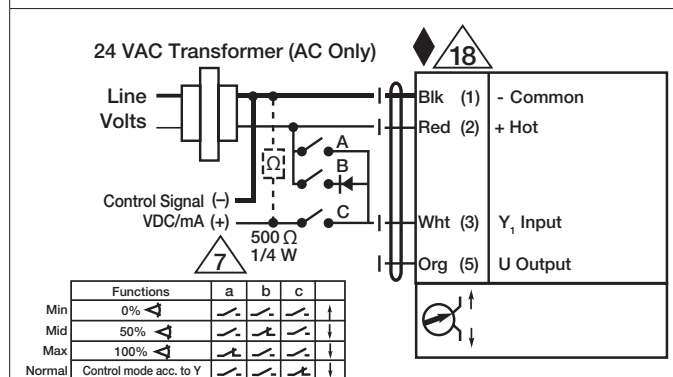 24 VAC Transformer (AC Only)
18
Line
Volts
Blk (1) - Common
Red (2) + Hot
A
B
C
Ω
Control Signal (–)
VDC/mA (+)
500 Ω
1/4 W
7
Wht (3) Y1 Input
Org (5) U Output
Functions a b c
Min 0%
Mid 50%
Max 100%
Normal Control mode acc. to Y